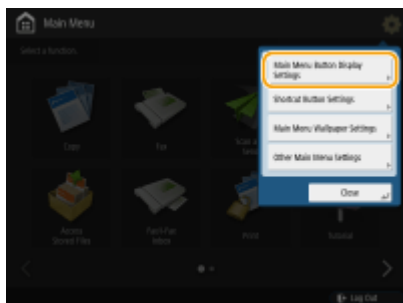 Main Menu
Select a function.
Main Menu Button Display
Settings
Shortcut Button Settings
Main Menu Wallpaper Settings
Other Main Menu Settings
Close
Copy
Fax
Scan a
Access
Stored Files
Fax/I-Fax
Inbox
Print
Tutorial
Log Out